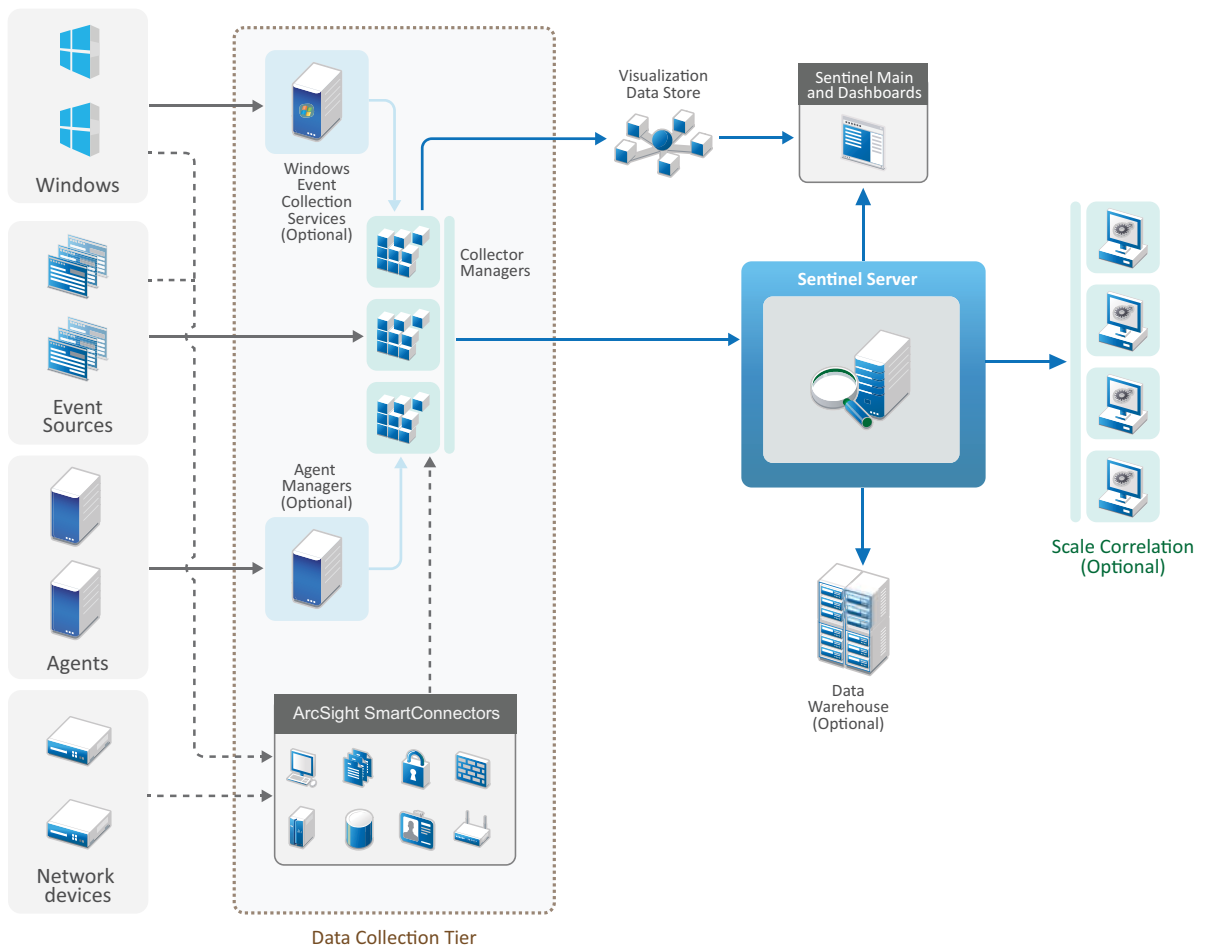 Windows
Event
Sources
Agents
Network
devices
Windows
Event
Collection
Services
(Optional)
Collector
Managers
Agent
Managers
(Optional)
ArcSight SmartConnectors
Data Collection Tier
Visualization
Data Store
Sentinel Main
and Dashboards
Sentinel Server
Scale Correlation
(Optional)
Data
Warehouse
(Optional)